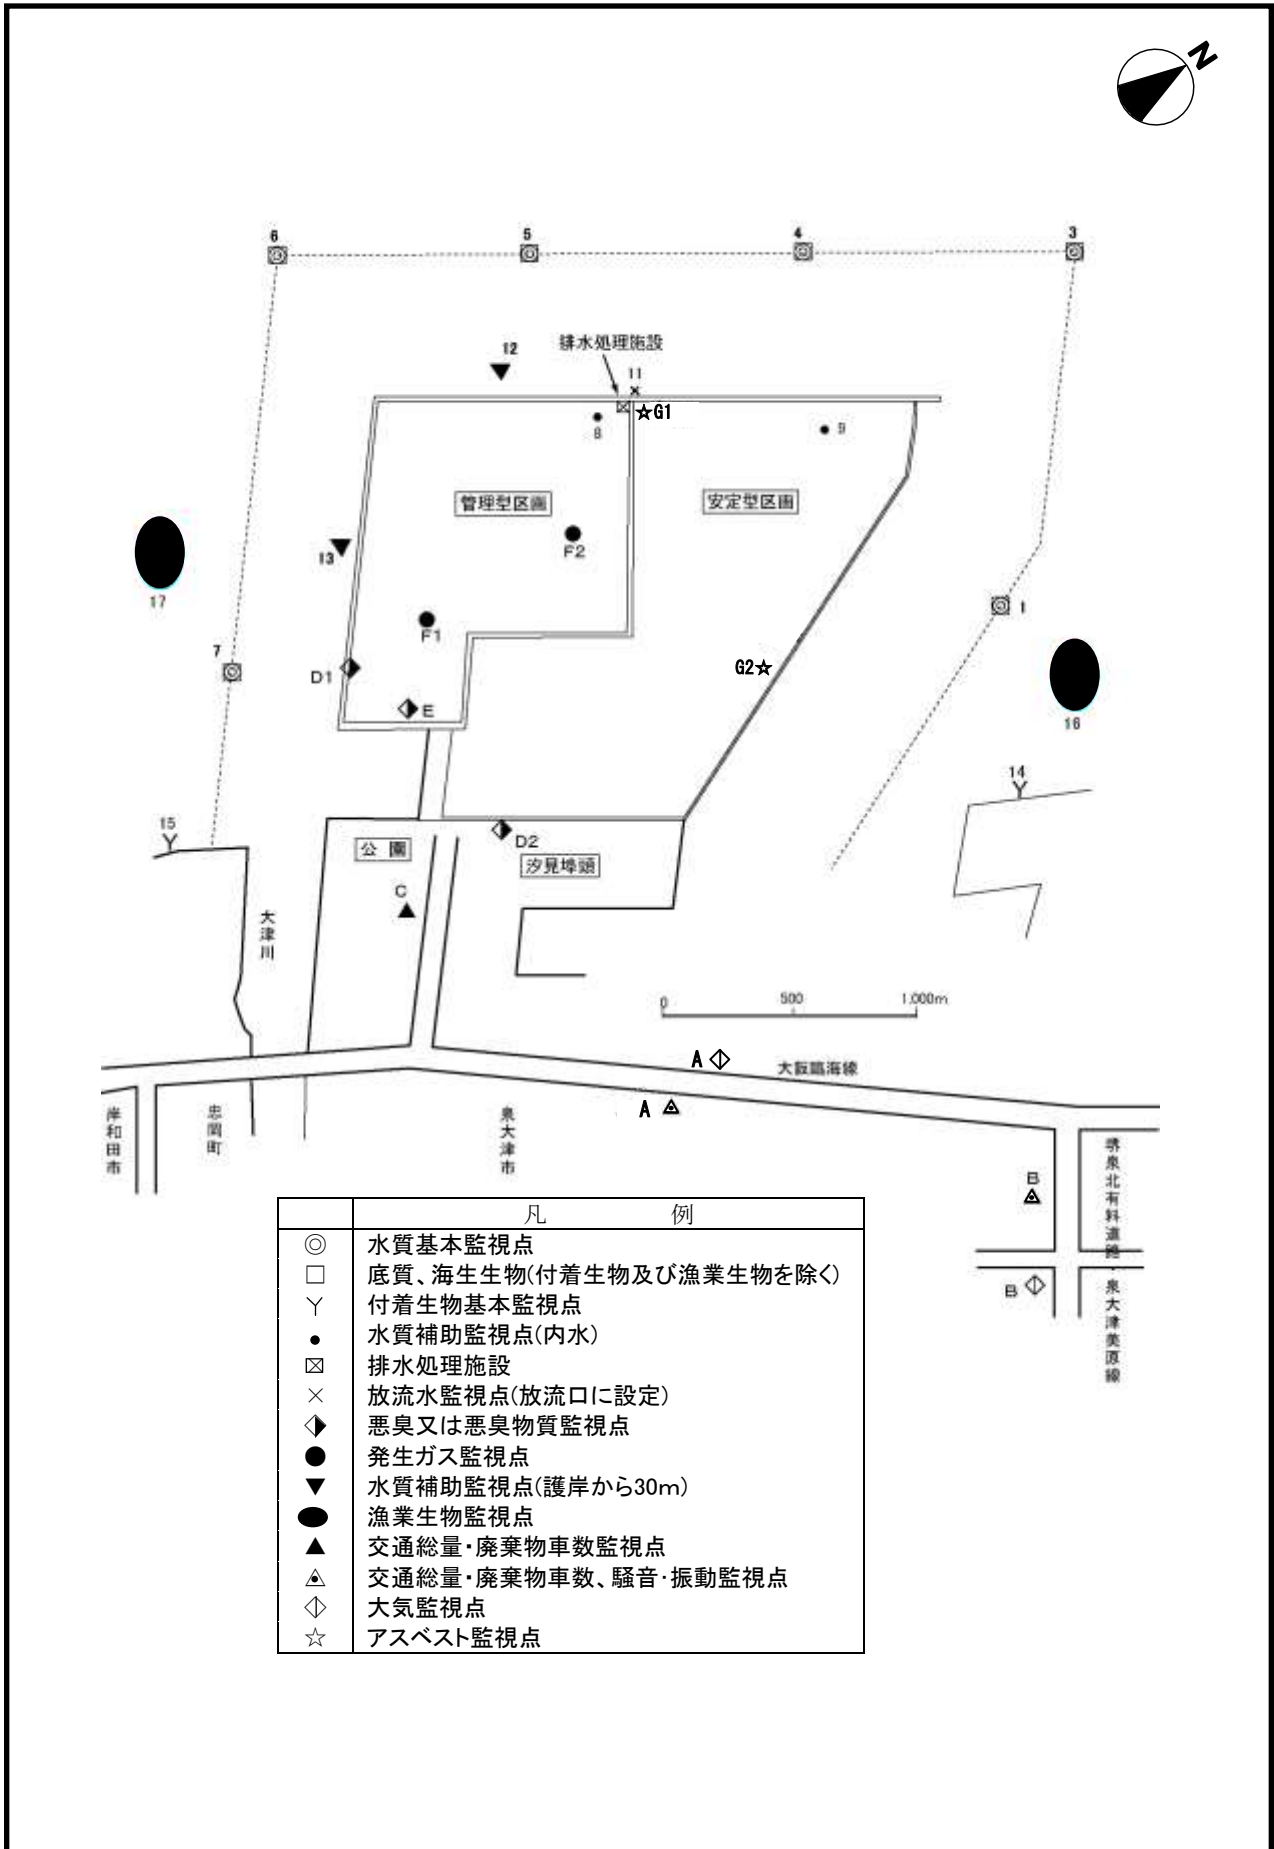 N
6
5
4
3
12
排水処理施設
11
☆G1
8
9
管理型区画
安定型区画
F2
13
17
1
F1
7
D1
G2☆
E
16
14
15
公園
D2
汐見埠頭
C
大津川
0 500 1,000m
A
大阪臨海線
A
岸和田市
忠岡町
泉大津市
B
堺泉北有料道路・泉大津美原線
B
凡 例
◎ 水質基本監視点
□ 底質、海生生物(付着生物及び漁業生物を除く)
Y 付着生物基本監視点
● 水質補助監視点(内水)
⊠ 排水処理施設
× 放流水監視点(放流口に設定)
悪臭又は悪臭物質監視点
● 発生ガス監視点
▼ 水質補助監視点(護岸から30m)
漁業生物監視点
▲ 交通総量・廃棄物車数監視点
交通総量・廃棄物車数、騒音・振動監視点
大気監視点
☆ アスベスト監視点